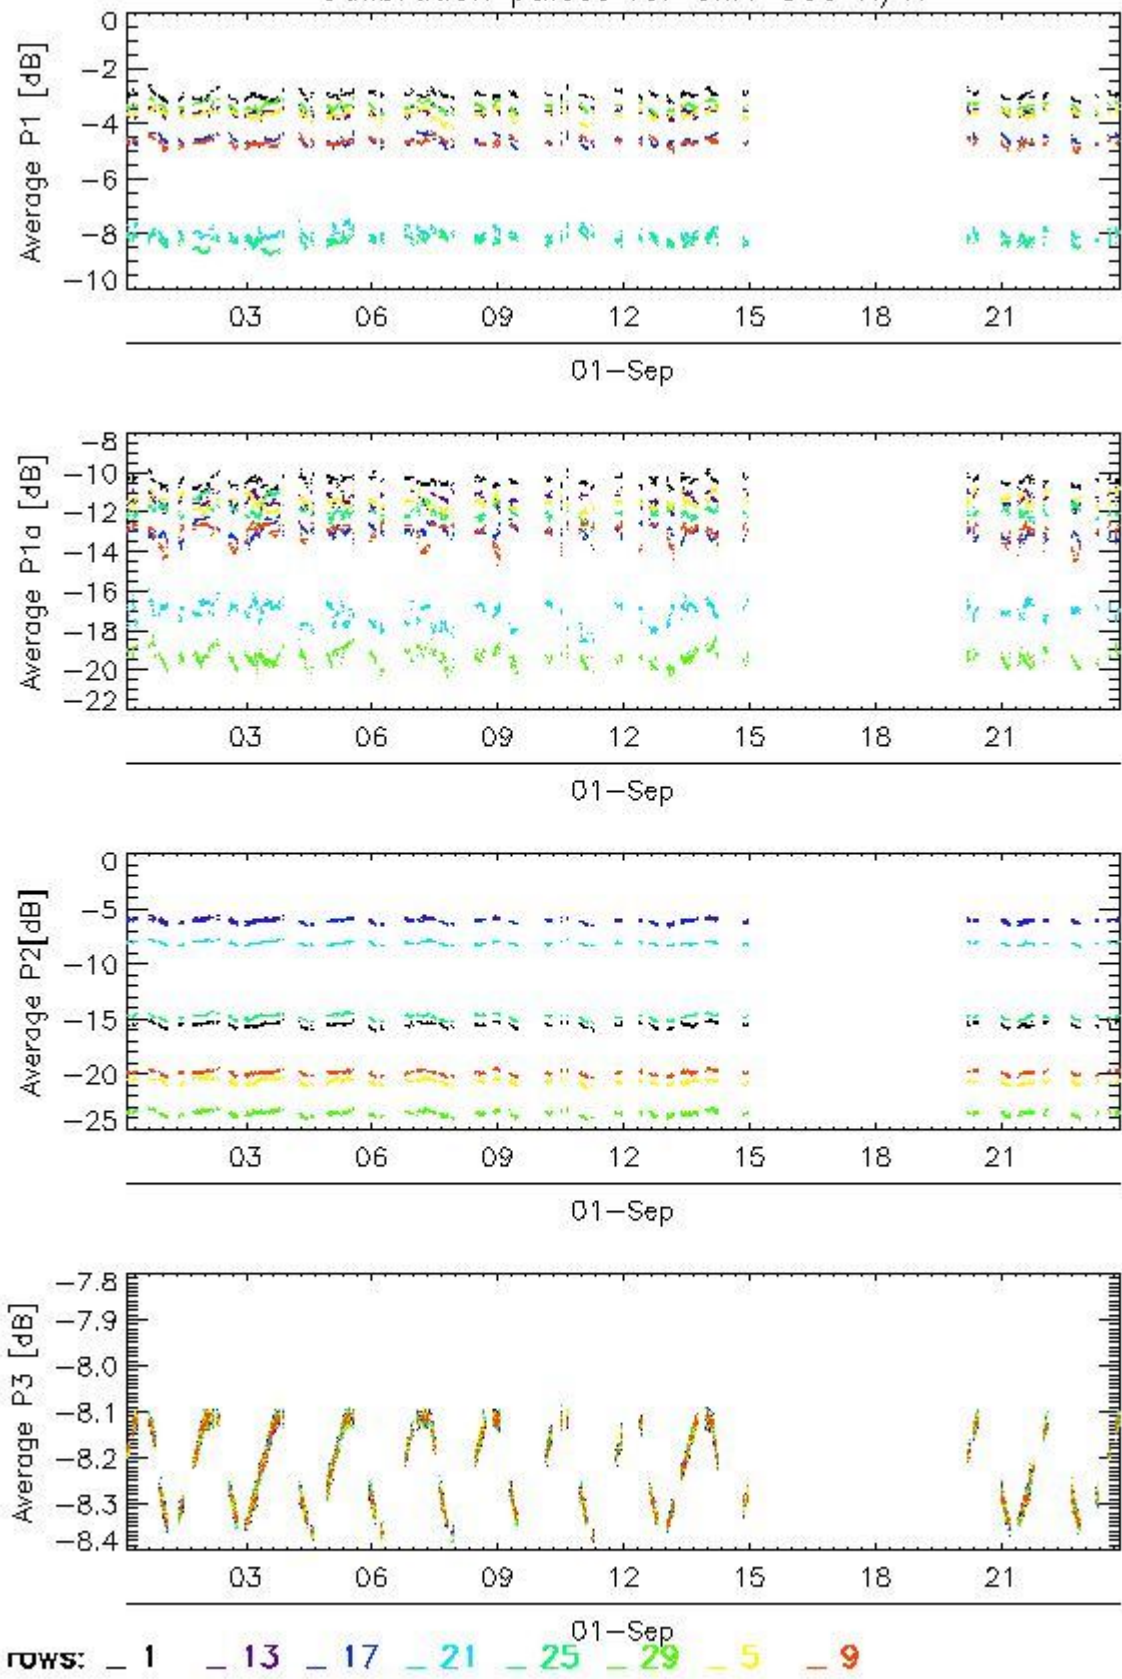 0
−2
−4
−6
−8
−10
Average P1 [dB]
03 06 09 12 15 18 21
01−Sep
−8
−10
−12
−14
−16
−18
−20
−22
Average P1a [dB]
03 06 09 12 15 18 21
01−Sep
0
−5
−10
−15
−20
−25
Average P2[dB]
03 06 09 12 15 18 21
01−Sep
−7.8
−7.9
−8.0
−8.1
−8.2
−8.3
−8.4
Average P3 [dB]
03 06 09 12 15 18 21
01−Sep
rows: _ 1 _ 13 _ 17 _ 21 _ 25 _ 29 _ 5 _ 9